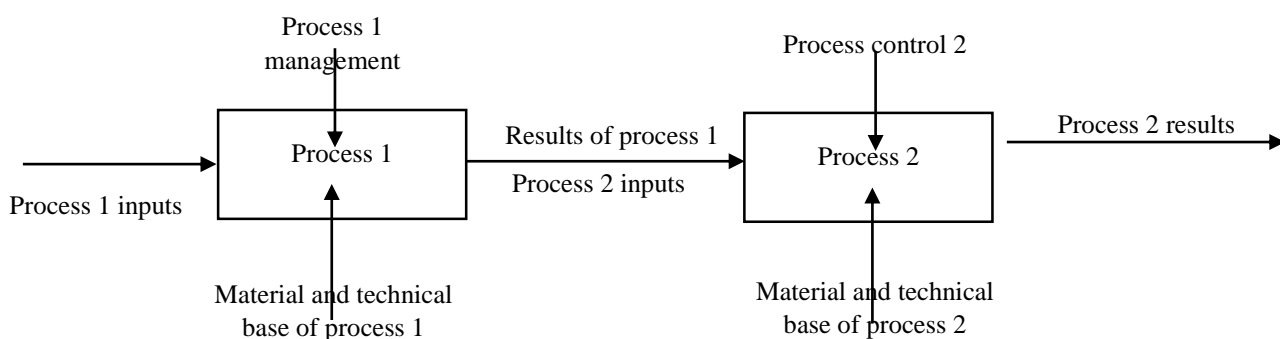 Process 1
management
Process control 2
Process 1
Results of process 1
Process 2
Process 2 results
Process 1 inputs
Process 2 inputs
Material and technical
base of process 1
Material and technical
base of process 2